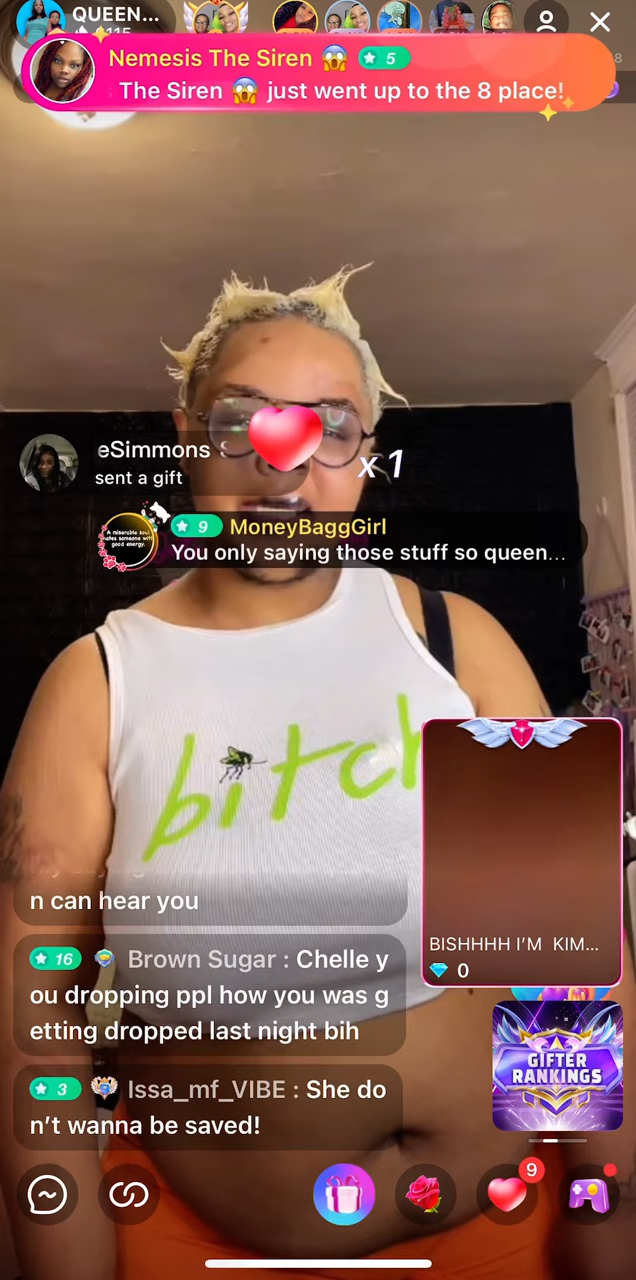 QUEEN...
Nemesis The Siren 😱 5
The Siren 😱 just went up to the 8 place!
eSimmons
sent a gift
x 1
9 MoneyBaggGirl
You only saying those stuff so queen...
bitch
n can hear you
16 Brown Sugar : Chelle y
ou dropping ppl how you was g
etting dropped last night bih
3 Issa_mf_VIBE : She do
n't wanna be saved!
BISHHHH I'M KIM...
0
GIFTER
RANKINGS
9